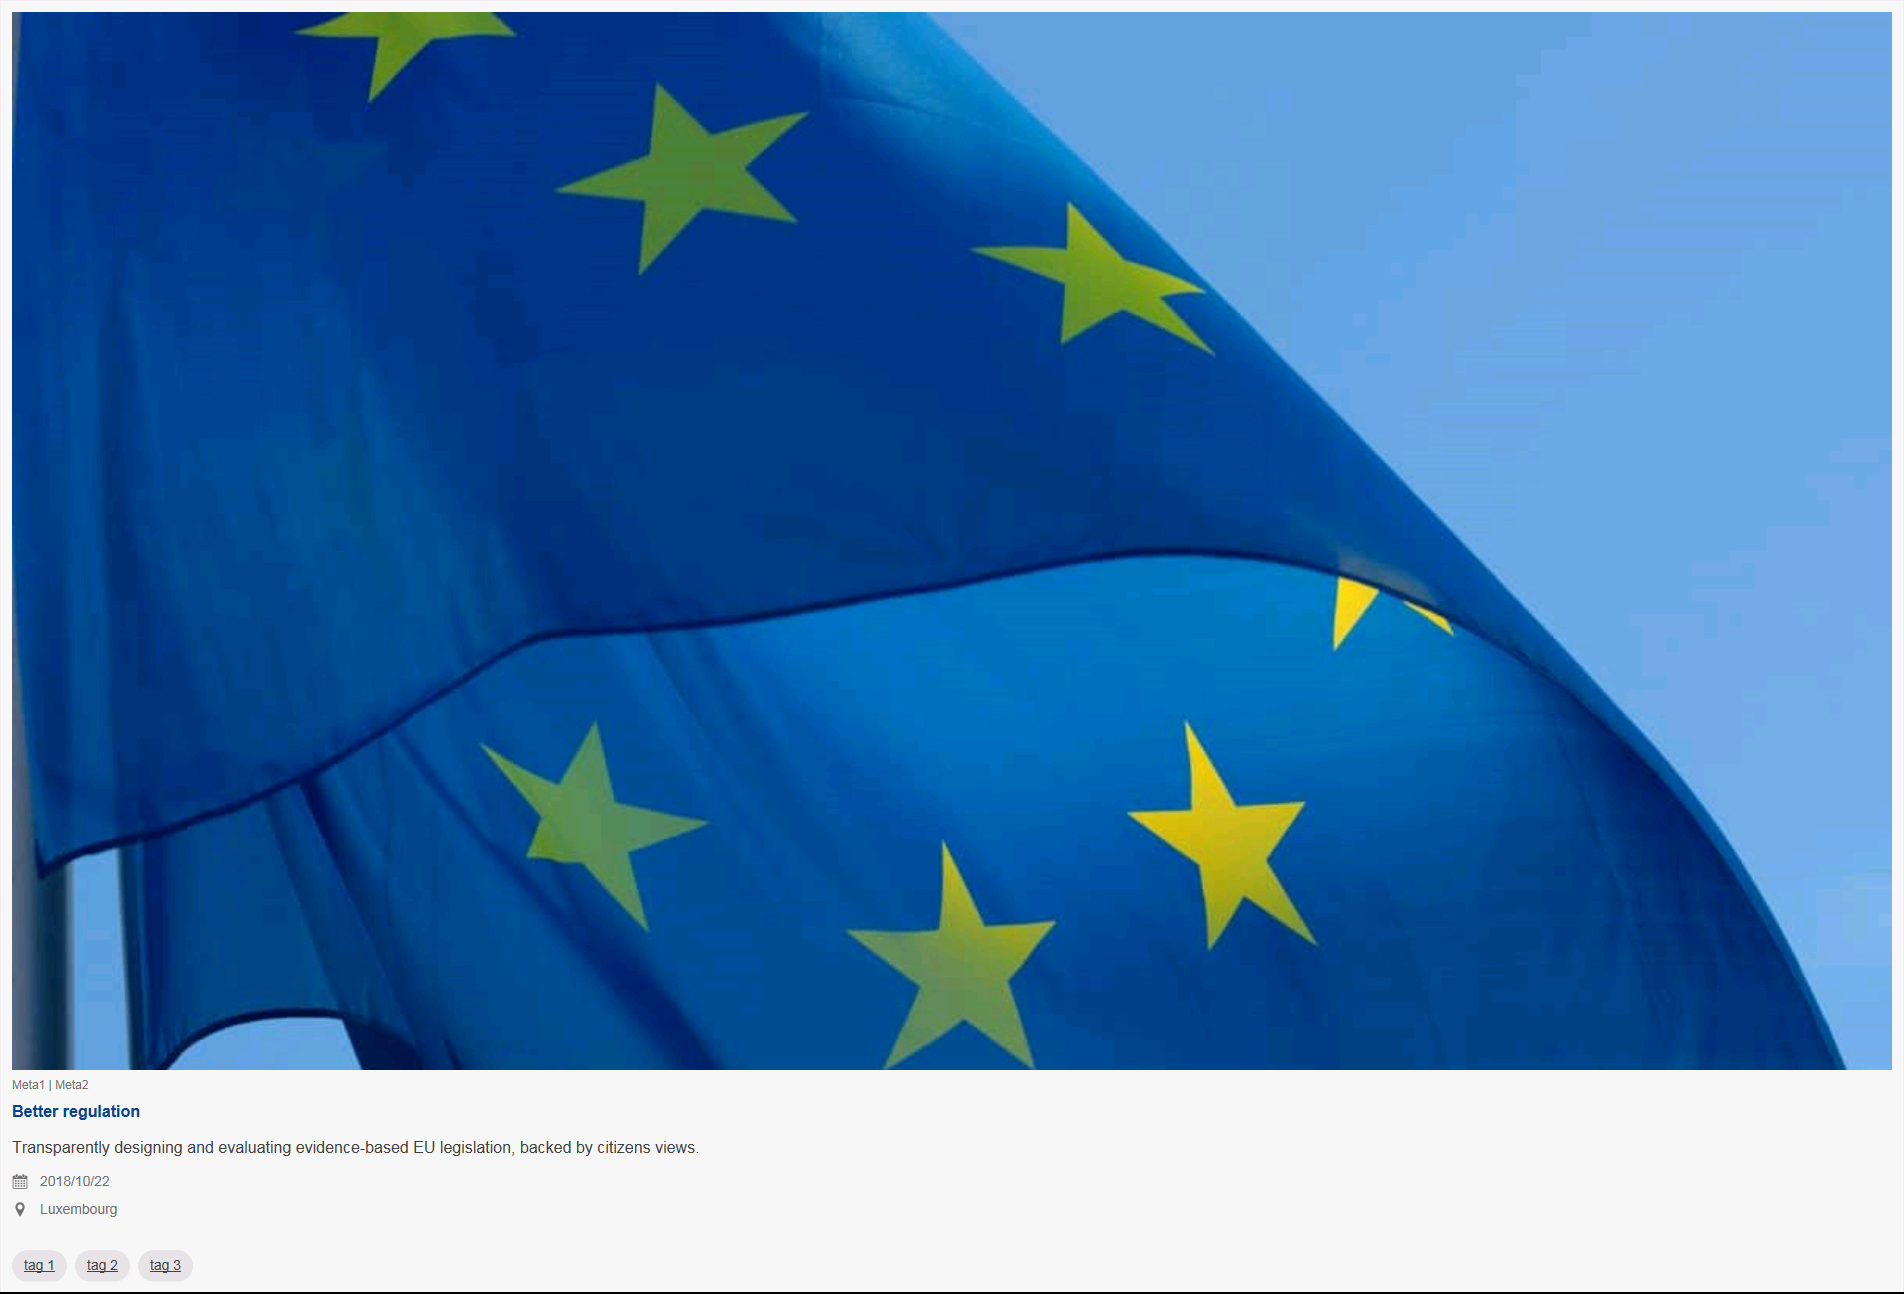 Meta1 | Meta2
Better regulation
Transparently designing and evaluating evidence-based EU legislation, backed by citizens views.
2018/10/22
Luxembourg
tag 1 tag 2 tag 3